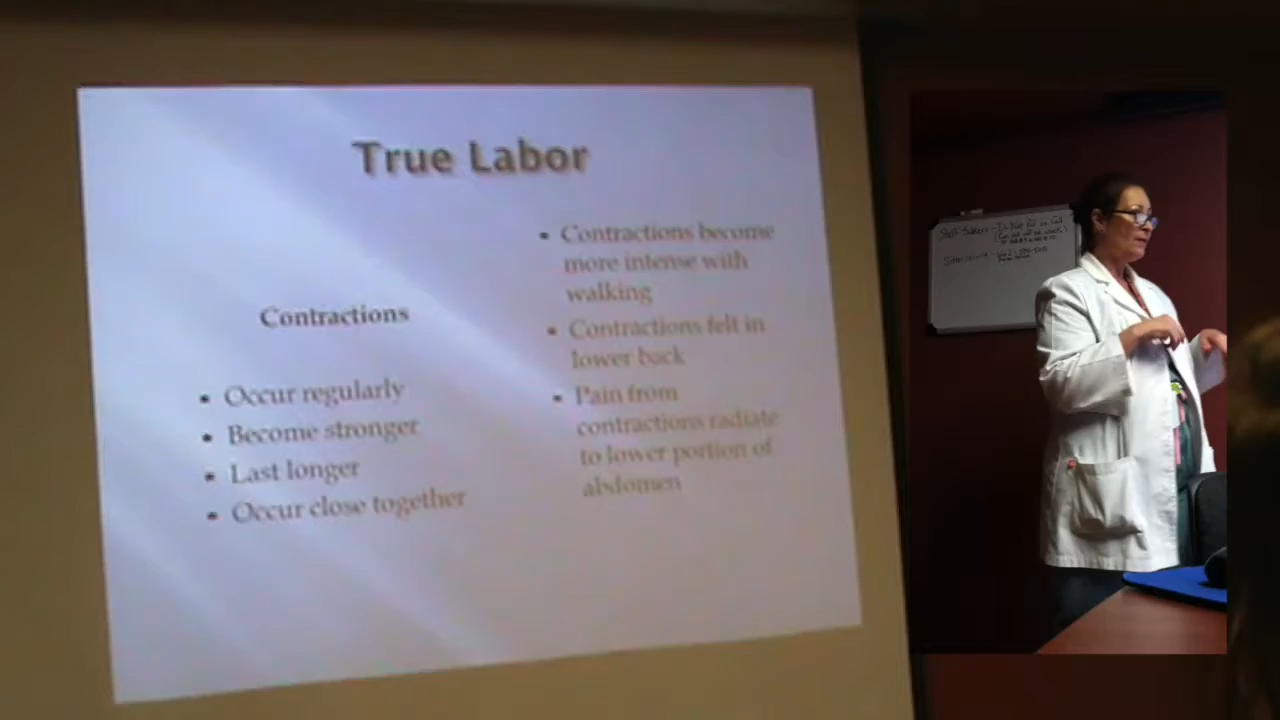 True Labor
Contractions
• Occur regularly
• Become stronger
• Last longer
• Occur close together
• Contractions become
more intense with
walking
• Contractions felt in
lower back
• Pain from
contractions radiate
to lower portion of
abdomen